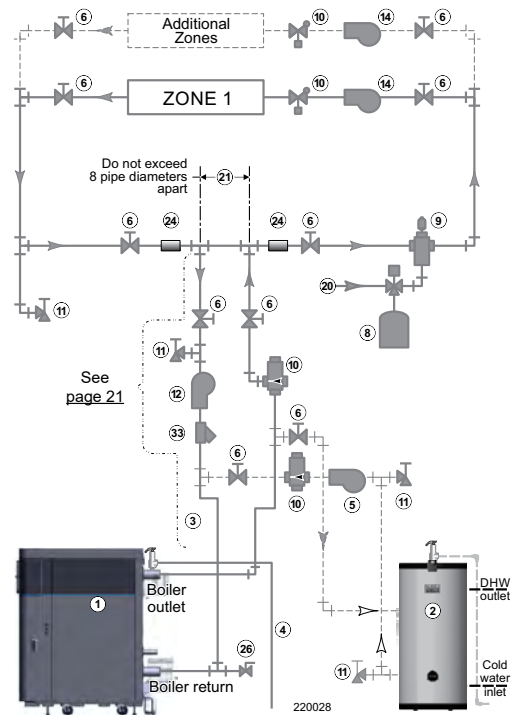 6
Additional
Zones
10
14
6
6
ZONE 1
10
14
6
Do not exceed
8 pipe diameters
apart
21
6
24
24
6
9
20
8
11
6
6
11
10
12
See
page 21
6
33
6
10
5
11
3
1
Boiler
outlet
4
2
DHW
outlet
26
11
Boiler return
Cold
water
inlet
220028